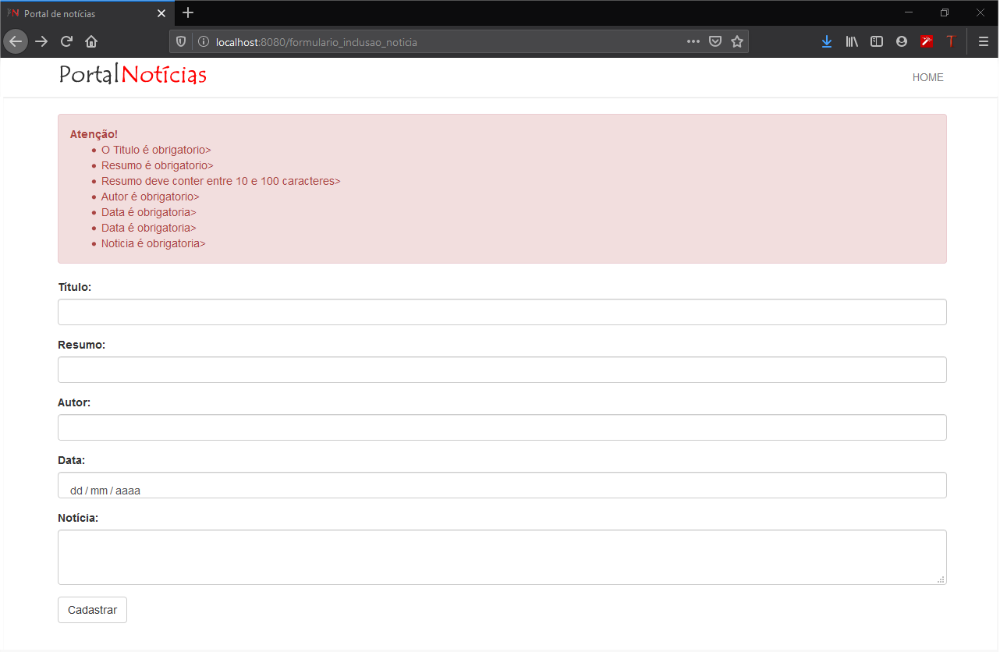 Portal de notícias
localhost:8080/formulario_inclusao_noticia
PortalNotícias
HOME
Atenção!
O Titulo é obrigatorio>
Resumo é obrigatorio>
Resumo deve conter entre 10 e 100 caracteres>
Autor é obrigatorio>
Data é obrigatoria>
Data é obrigatoria>
Noticia é obrigatoria>
Título:
Resumo:
Autor:
Data:
dd / mm / aaaa
Notícia:
Cadastrar